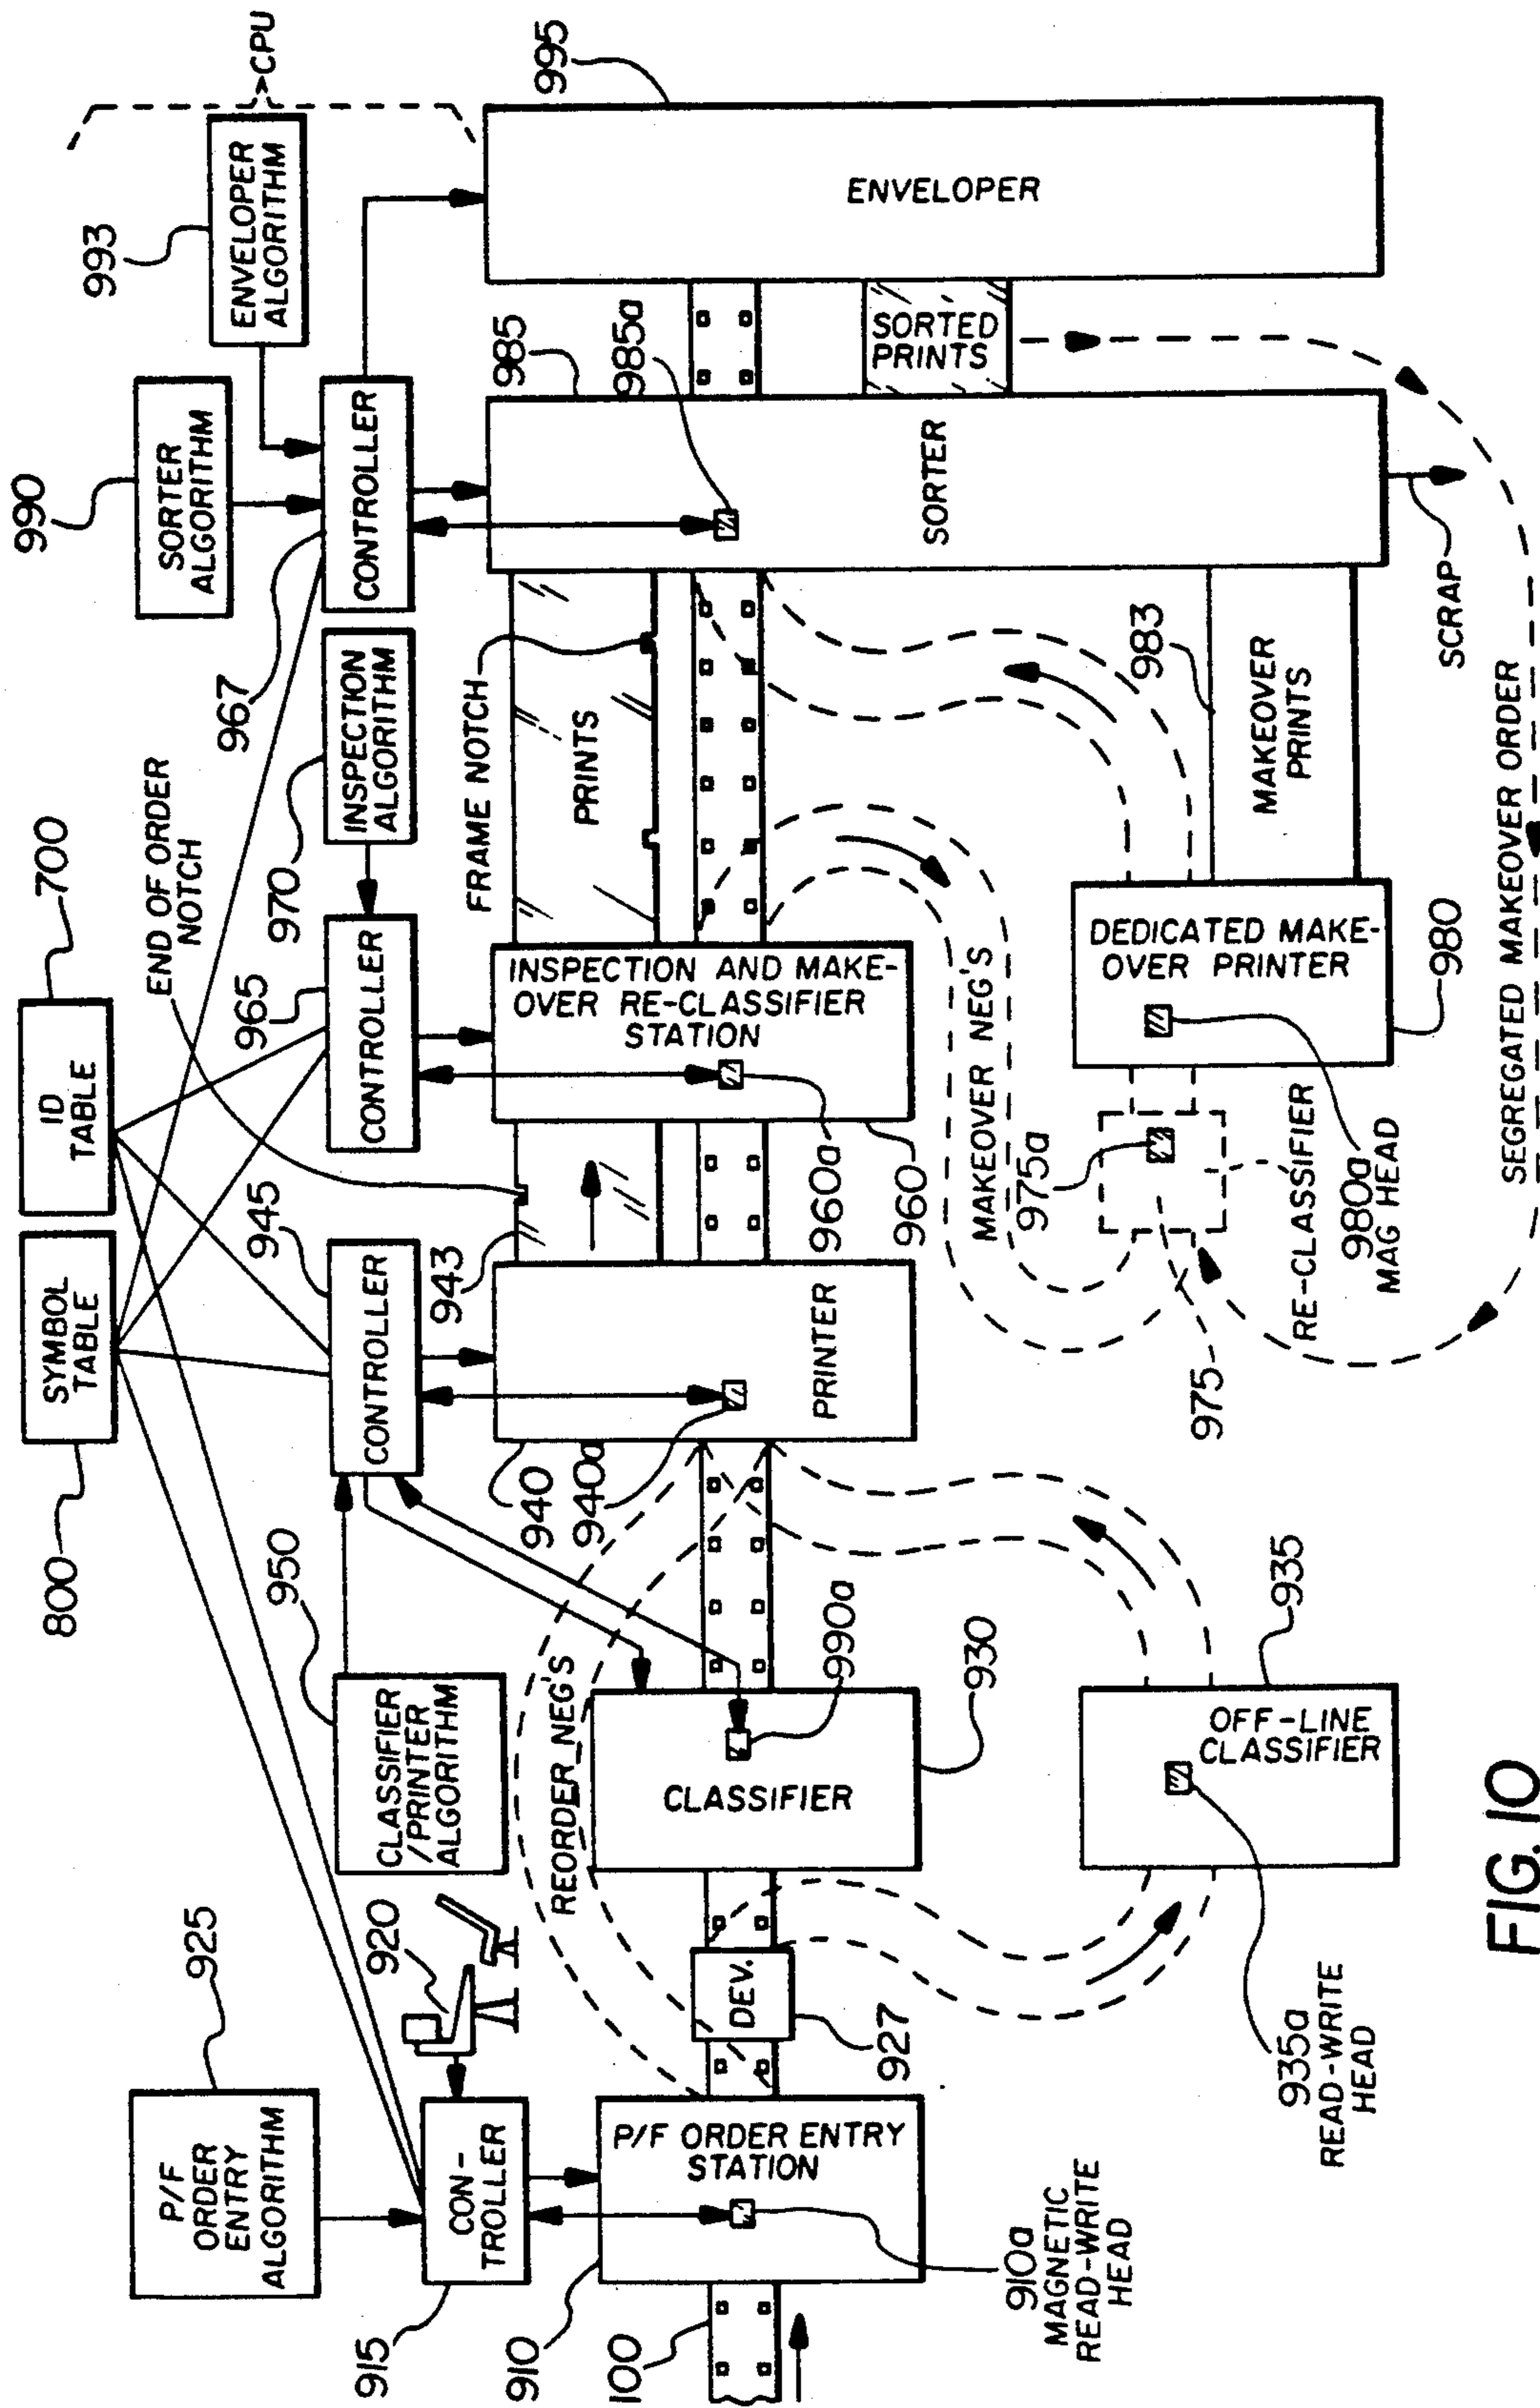 SYMBOL
TABLE
800
ID
TABLE
700
P/F
ORDER
ENTRY
ALGORITHM
925
CON-
TROLLER
915
920
P/F ORDER ENTRY
STATION
910
910a
MAGNETIC
READ-WRITE
HEAD
100
DEV.
927
CLASSIFIER
/PRINTER
ALGORITHM
950
REORDER NEG'S
CLASSIFIER
990a
930
OFF-LINE
CLASSIFIER
935
935a
READ-WRITE
HEAD
CONTROLLER
945
940
940a
PRINTER
943
END OF ORDER
NOTCH
CONTROLLER
965
INSPECTION
ALGORITHM
970
INSPECTION AND MAKE-
OVER RE-CLASSIFIER
STATION
960a
960
MAKEOVER NEG'S
975a
975
RE-CLASSIFIER
DEDICATED MAKE-
OVER PRINTER
980a
MAG HEAD
980
FRAME NOTCH
PRINTS
MAKEOVER
PRINTS
983
SORTER
ALGORITHM
990
CONTROLLER
967
ENVELOPER
ALGORITHM
993
CPU
SORTER
985
985a
SORTED
PRINTS
SCRAP
ENVELOPER
995
SEGREGATED MAKEOVER ORDER
FIG. 10